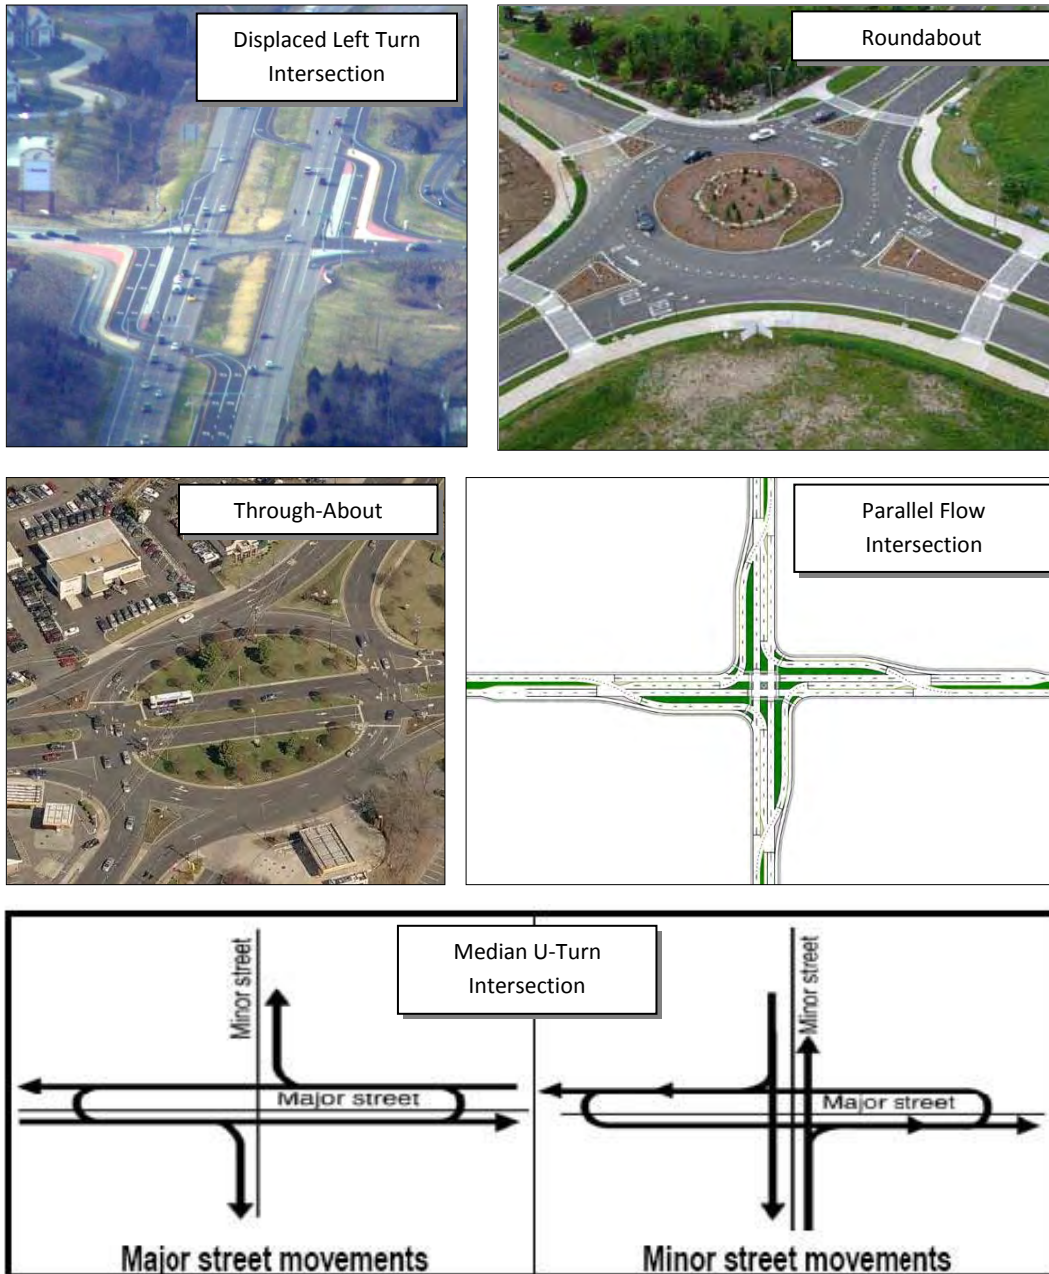 Displaced Left Turn
Intersection
Roundabout
Through-About
Parallel Flow
Intersection
Median U-Turn
Intersection
Minor street
Major street
Minor street
Major street
Major street movements
Minor street movements